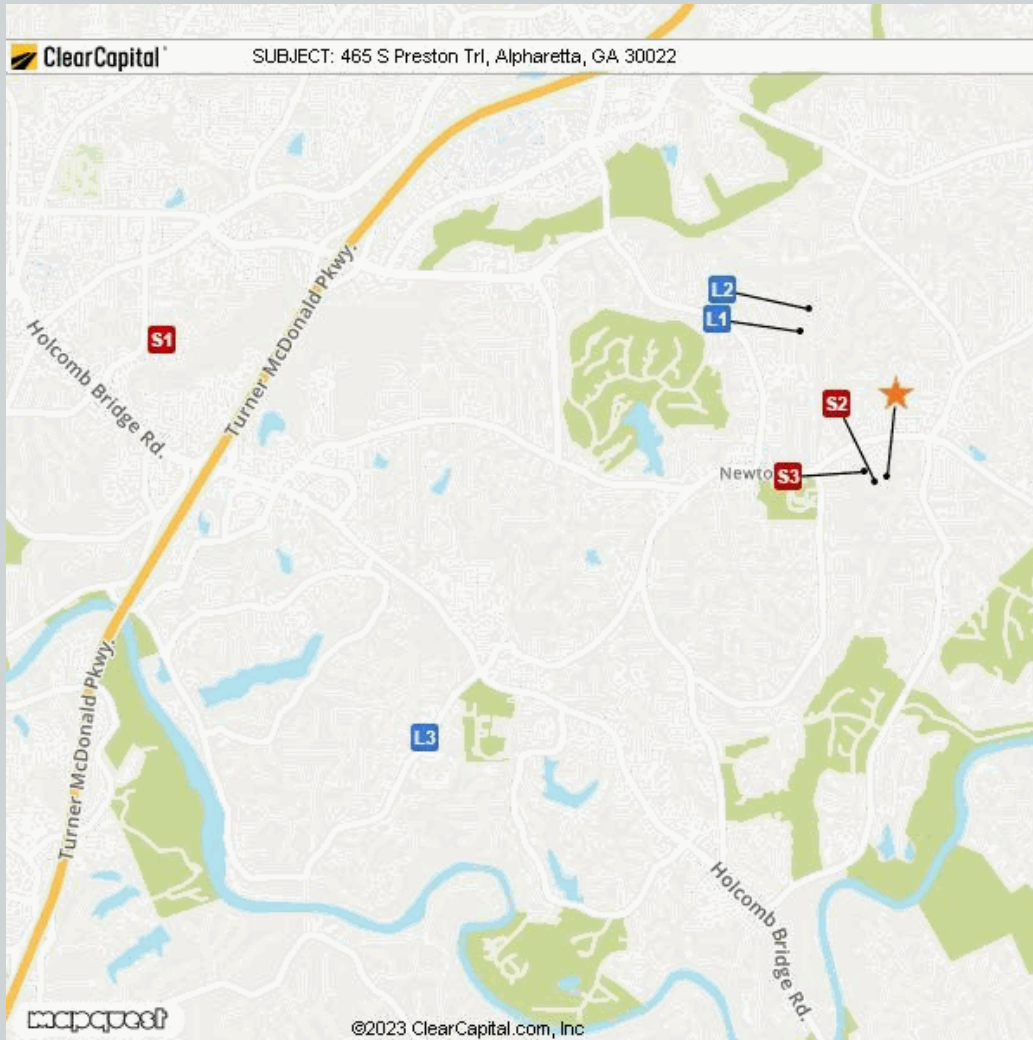 ClearCapital
SUBJECT: 465 S Preston Trl, Alpharetta, GA 30022
L2
L1
S1
Turner McDonald Pkwy.
Holcomb Bridge Rd.
S2
Newto
S3
L3
Turner McDonald Pkwy.
Holcomb Bridge Rd.
mapquest
©2023 ClearCapital.com, Inc